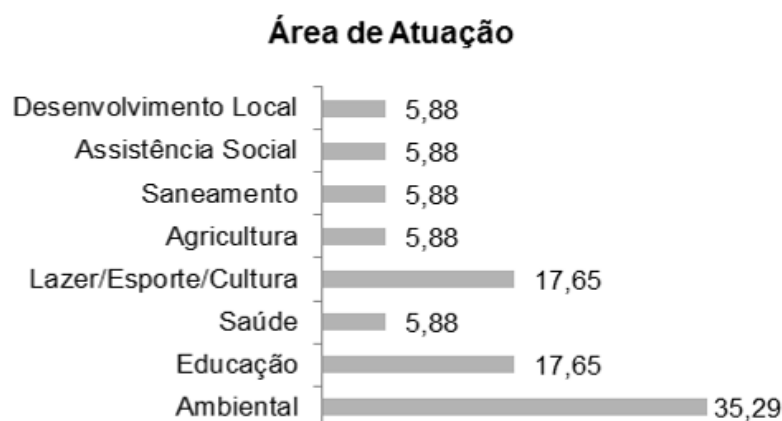 Área de Atuação
Desenvolvimento Local 5,88
Assistência Social 5,88
Saneamento 5,88
Agricultura 5,88
Lazer/Esporte/Cultura 17,65
Saúde 5,88
Educação 17,65
Ambiental 35,29